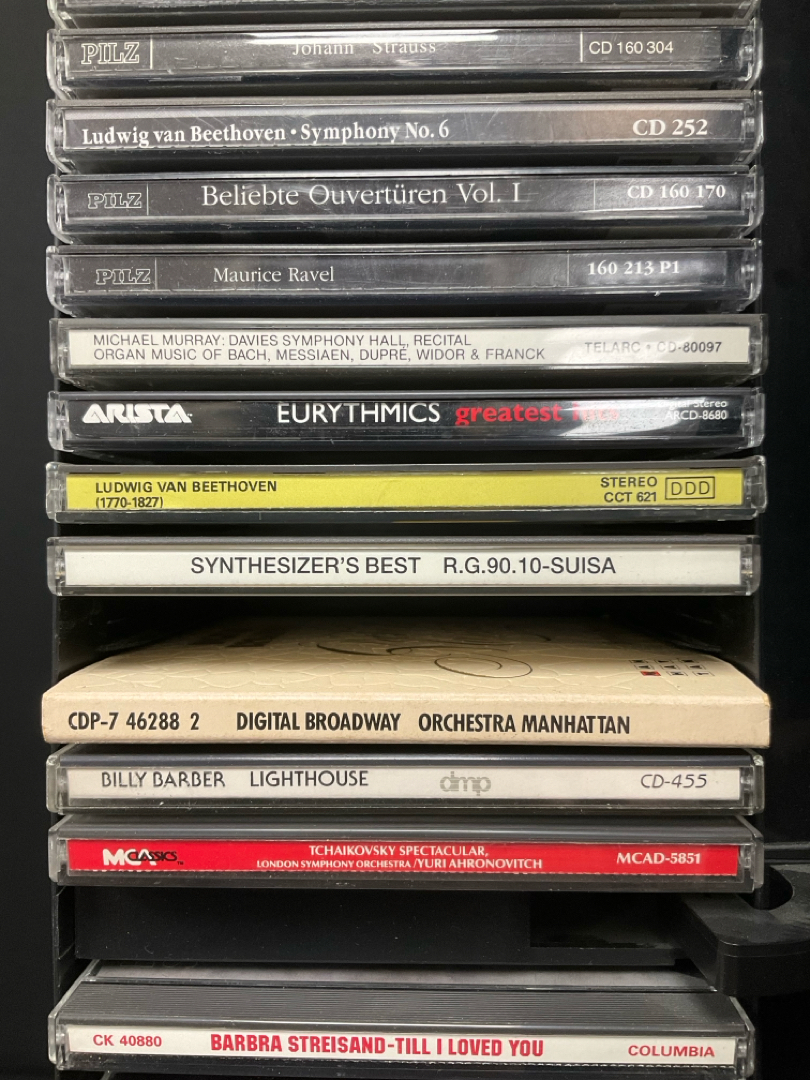 PILZ Johann Strauss CD 160 304
Ludwig van Beethoven • Symphony No. 6 CD 252
PILZ Beliebte Ouvertüren Vol. I CD 160 170
PILZ Maurice Ravel 160 213 P1
MICHAEL MURRAY: DAVIES SYMPHONY HALL, RECITAL
ORGAN MUSIC OF BACH, MESSIAEN, DUPRÉ, WIDOR & FRANCK TELARC • CD-80097
ARISTA EURYTHMICS greatest hits Stereo
ARCD-8680
LUDWIG VAN BEETHOVEN STEREO DDD
(1770-1827) CCT 621
SYNTHESIZER'S BEST R.G.90.10-SUISA
CDP-7 46288 2 DIGITAL BROADWAY ORCHESTRA MANHATTAN
BILLY BARBER LIGHTHOUSE dmp CD-455
MCA CLASSICS TM TCHAIKOVSKY SPECTACULAR, MCAD-5851
LONDON SYMPHONY ORCHESTRA/YURI AHRONOVITCH
CK 40880 BARBRA STREISAND-TILL I LOVED YOU COLUMBIA